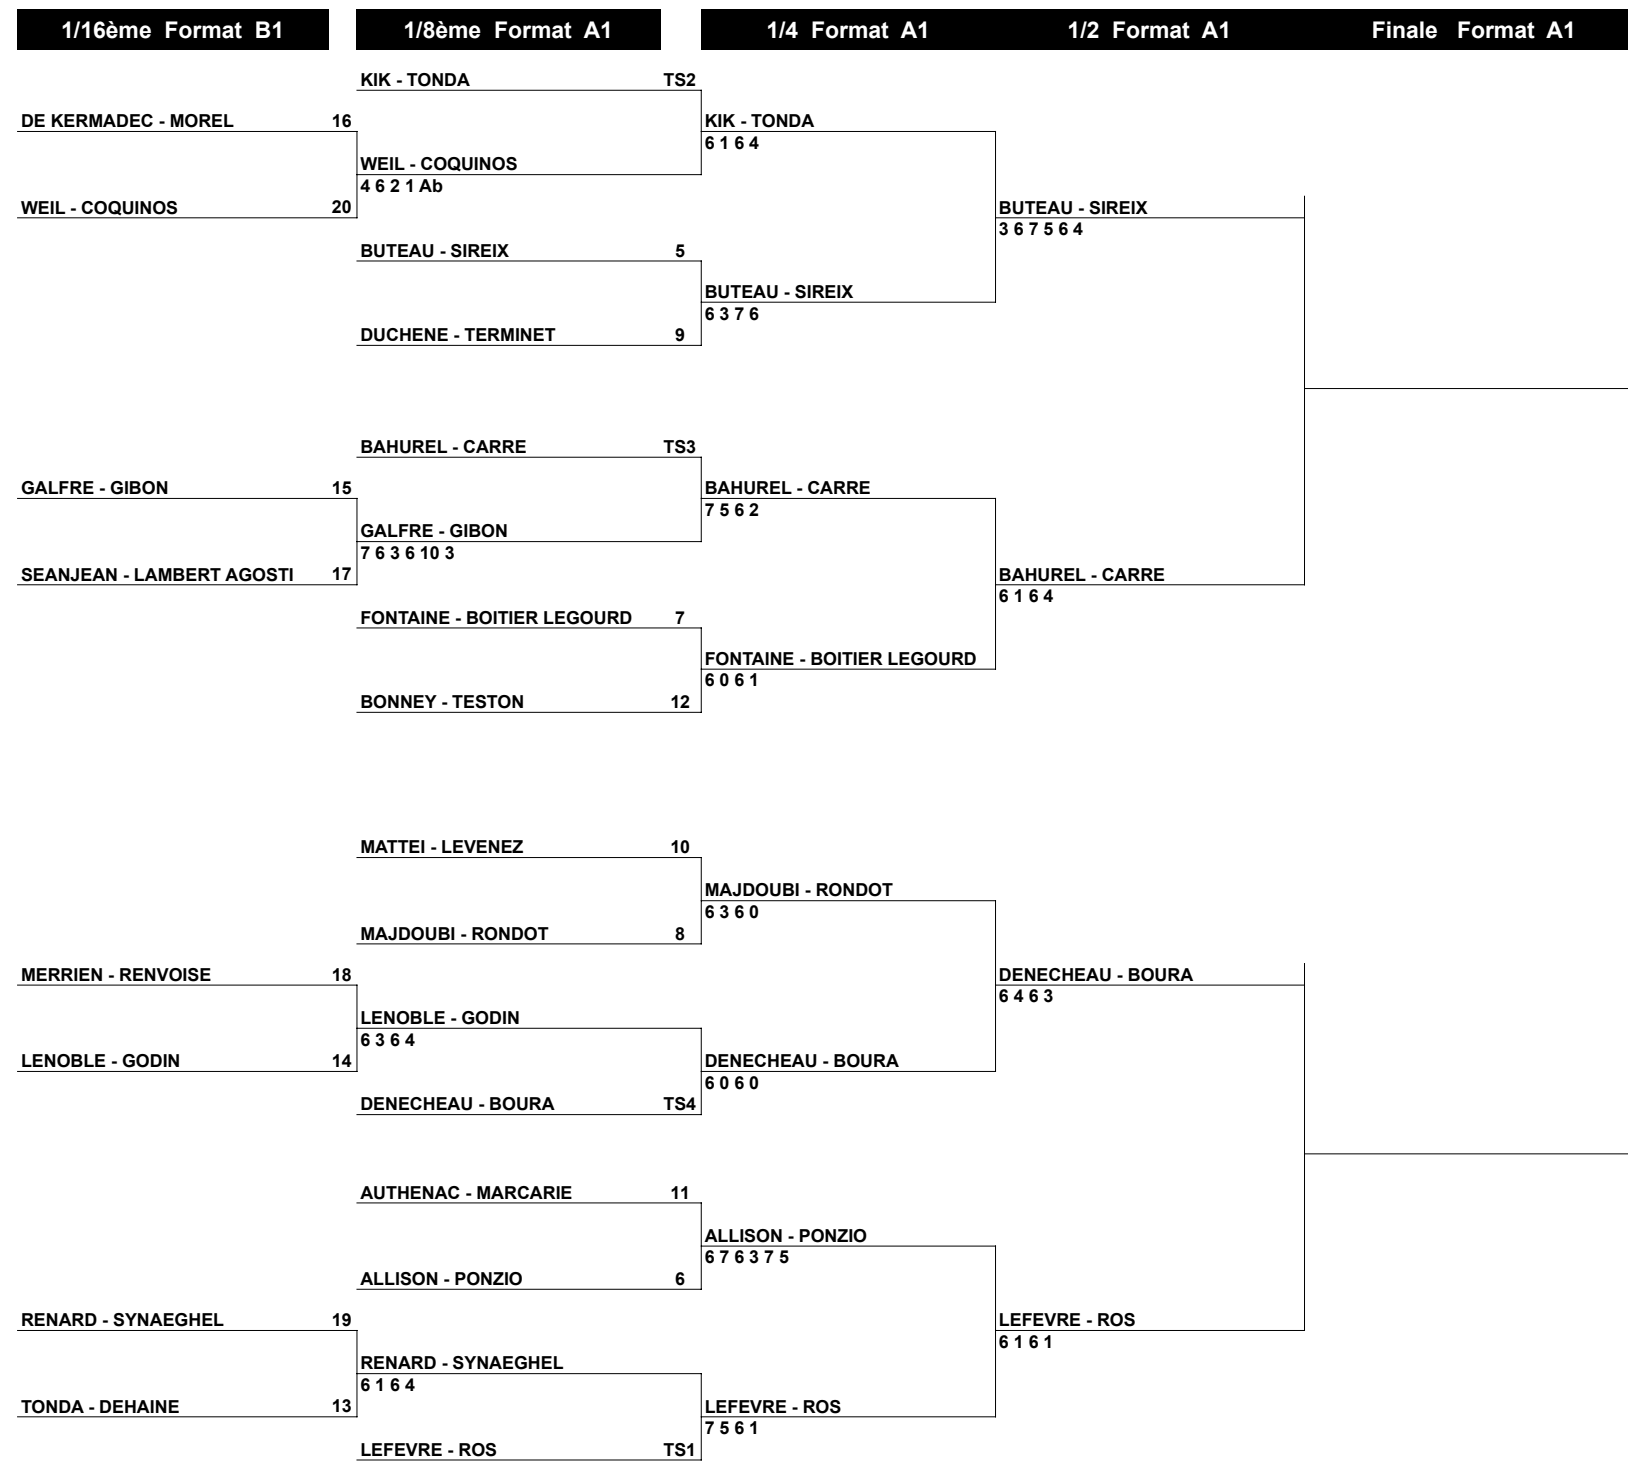 1/16ème Format B1
1/8ème Format A1
1/4 Format A1
1/2 Format A1
Finale Format A1
KIK - TONDA TS2
DE KERMADEC - MOREL 16
KIK - TONDA
6 1 6 4
WEIL - COQUINOS
4 6 2 1 Ab
WEIL - COQUINOS 20
BUTEAU - SIREIX
3 6 7 5 6 4
BUTEAU - SIREIX 5
BUTEAU - SIREIX
6 3 7 6
DUCHENE - TERMINET 9
BAHUREL - CARRE TS3
GALFRE - GIBON 15
BAHUREL - CARRE
7 5 6 2
GALFRE - GIBON
7 6 3 6 10 3
SEANJEAN - LAMBERT AGOSTI 17
BAHUREL - CARRE
6 1 6 4
FONTAINE - BOITIER LEGOURD 7
FONTAINE - BOITIER LEGOURD
6 0 6 1
BONNEY - TESTON 12
MATTEI - LEVENEZ 10
MAJDOUBI - RONDOT
6 3 6 0
MAJDOUBI - RONDOT 8
MERRIEN - RENVOISE 18
DENECHEAU - BOURA
6 4 6 3
LENOBLE - GODIN
6 3 6 4
LENOBLE - GODIN 14
DENECHEAU - BOURA
6 0 6 0
DENECHEAU - BOURA TS4
AUTHENAC - MARCARIE 11
ALLISON - PONZIO
6 7 6 3 7 5
ALLISON - PONZIO 6
RENARD - SYNAEGHEL 19
LEFEVRE - ROS
6 1 6 1
RENARD - SYNAEGHEL
6 1 6 4
TONDA - DEHAINE 13
LEFEVRE - ROS
7 5 6 1
LEFEVRE - ROS TS1